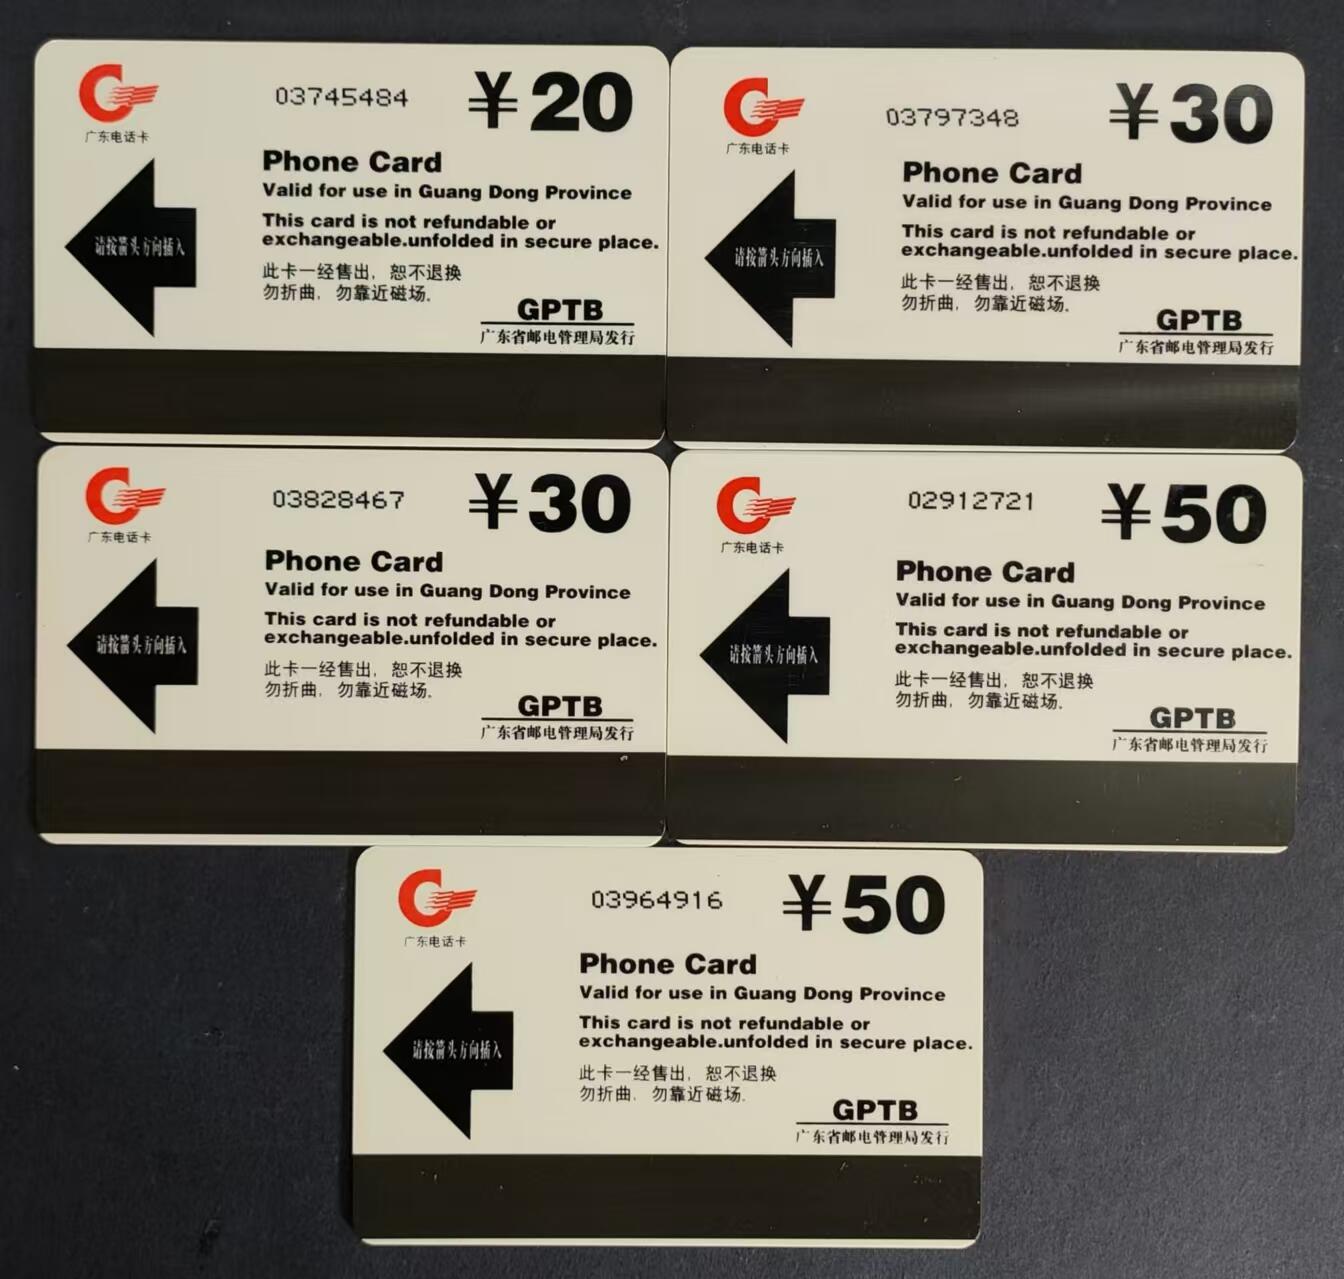 03745484
¥20
广东电话卡
Phone Card
Valid for use in Guang Dong Province
This card is not refundable or
exchangeable.unfolded in secure place.
请按箭头方向插入
此卡一经售出，恕不退换
勿折曲，勿靠近磁场。
GPTB
广东省邮电管理局发行
03797348
¥30
广东电话卡
Phone Card
Valid for use in Guang Dong Province
This card is not refundable or
exchangeable.unfolded in secure place.
请按箭头方向插入
此卡一经售出，恕不退换
勿折曲，勿靠近磁场。
GPTB
广东省邮电管理局发行
03828467
¥30
广东电话卡
Phone Card
Valid for use in Guang Dong Province
This card is not refundable or
exchangeable.unfolded in secure place.
请按箭头方向插入
此卡一经售出，恕不退换
勿折曲，勿靠近磁场。
GPTB
广东省邮电管理局发行
02912721
¥50
广东电话卡
Phone Card
Valid for use in Guang Dong Province
This card is not refundable or
exchangeable.unfolded in secure place.
请按箭头方向插入
此卡一经售出，恕不退换
勿折曲，勿靠近磁场。
GPTB
广东省邮电管理局发行
03964916
¥50
广东电话卡
Phone Card
Valid for use in Guang Dong Province
This card is not refundable or
exchangeable.unfolded in secure place.
请按箭头方向插入
此卡一经售出，恕不退换
勿折曲，勿靠近磁场.
GPTB
广东省邮电管理局发行